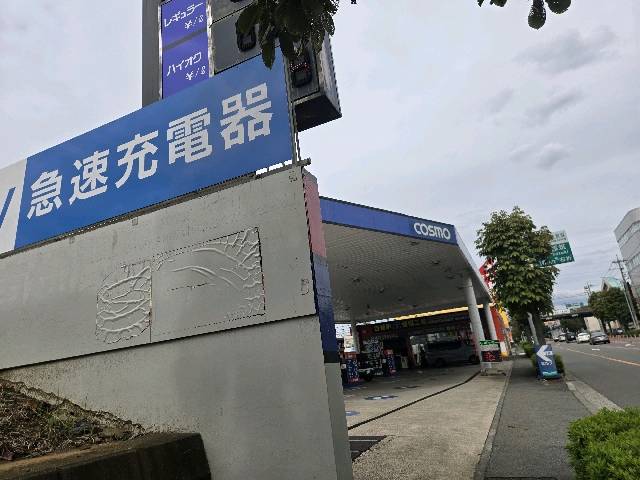 レギュラー
¥/ℓ
ハイオク
¥/ℓ
急速充電器
COSMO